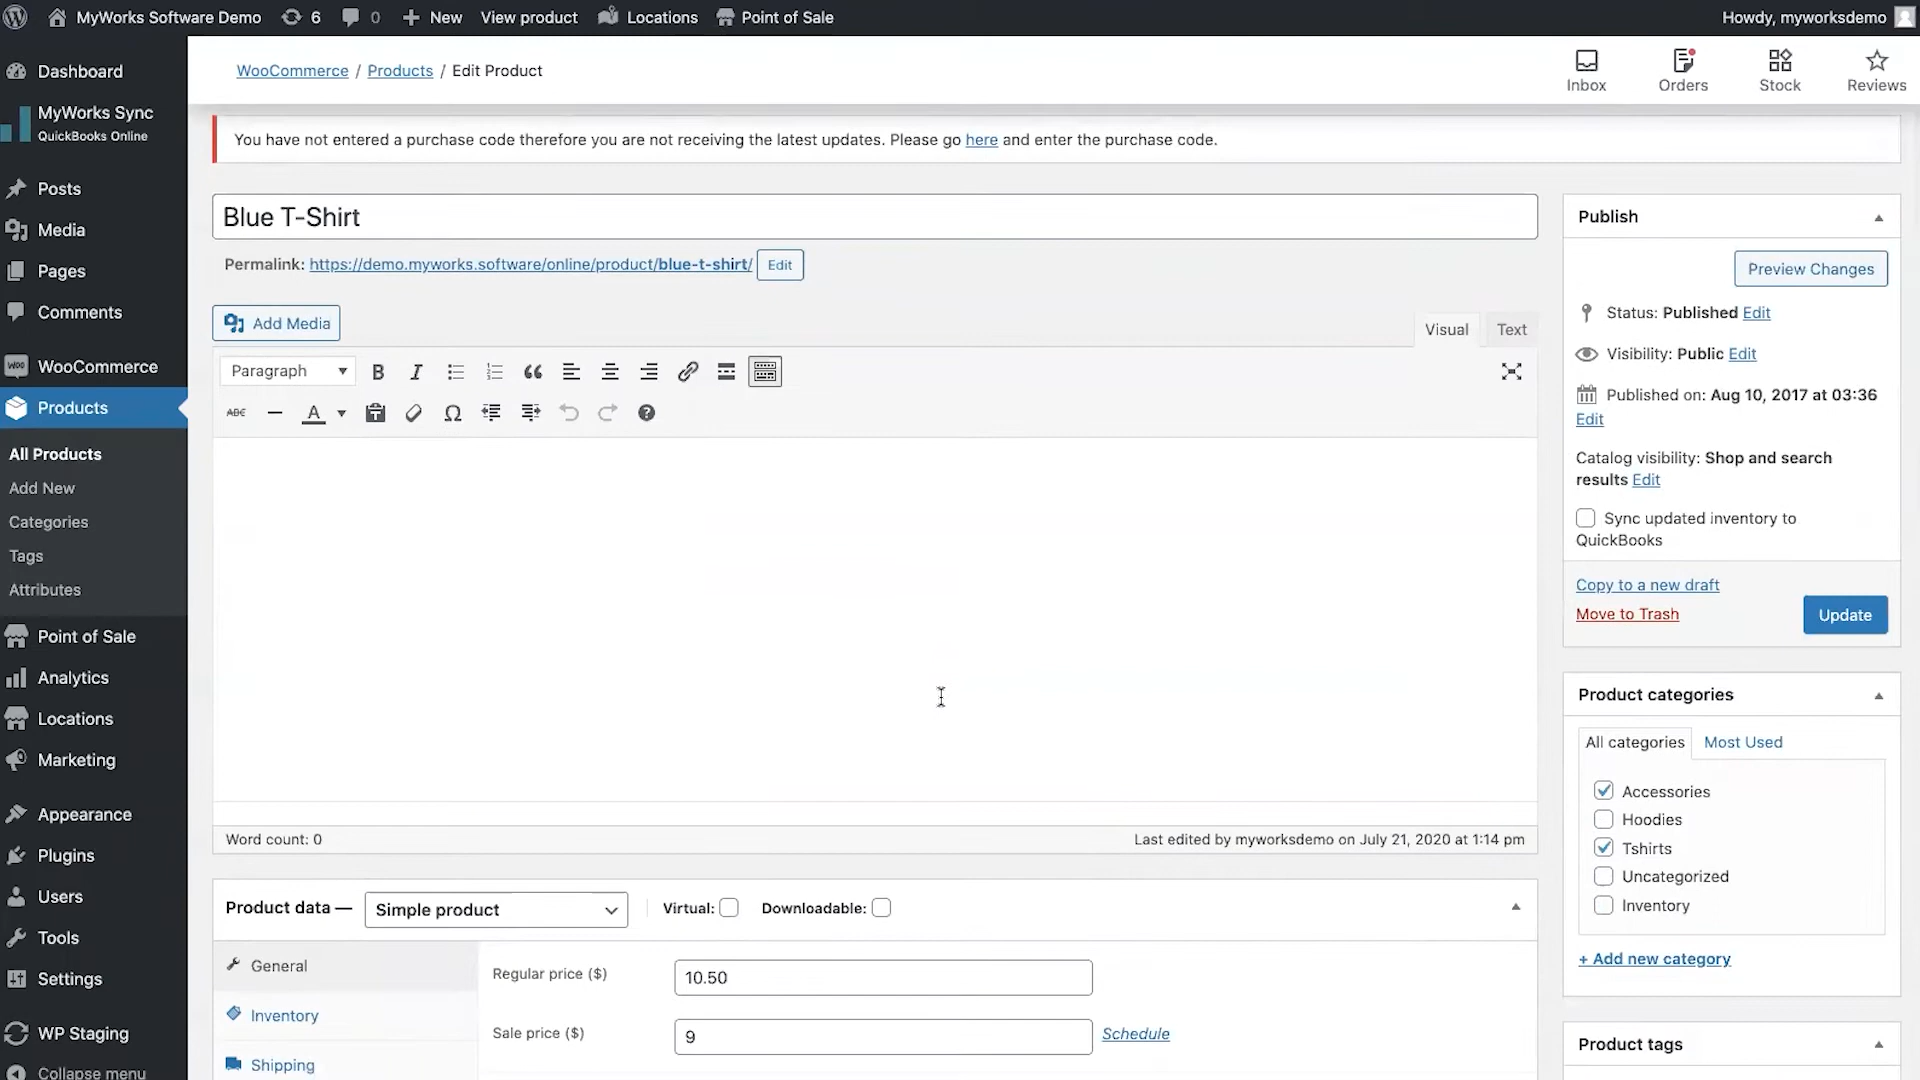 MyWorks Software Demo 6 0 New View product Locations Point of Sale Howdy, myworksdemo
Dashboard
MyWorks Sync
QuickBooks Online
Posts
Media
Pages
Comments
WooCommerce
Products
All Products
Add New
Categories
Tags
Attributes
Point of Sale
Analytics
Locations
Marketing
Appearance
Plugins
Users
Tools
Settings
WP Staging
Collapse menu
WooCommerce / Products / Edit Product
Inbox
Orders
Stock
Reviews
You have not entered a purchase code therefore you are not receiving the latest updates. Please go here and enter the purchase code.
Blue T-Shirt
Permalink: https://demo.myworks.software/online/product/blue-t-shirt/ Edit
Add Media
Visual Text
Paragraph B I
ABC A Ω
Word count: 0 Last edited by myworksdemo on July 21, 2020 at 1:14 pm
Product data — Simple product Virtual: Downloadable:
General
Inventory
Shipping
Regular price ($) 10.50
Sale price ($) 9 Schedule
Publish
Preview Changes
Status: Published Edit
Visibility: Public Edit
Published on: Aug 10, 2017 at 03:36
Edit
Catalog visibility: Shop and search
results Edit
Sync updated inventory to
QuickBooks
Copy to a new draft
Move to Trash Update
Product categories
All categories Most Used
Accessories
Hoodies
Tshirts
Uncategorized
Inventory
+ Add new category
Product tags